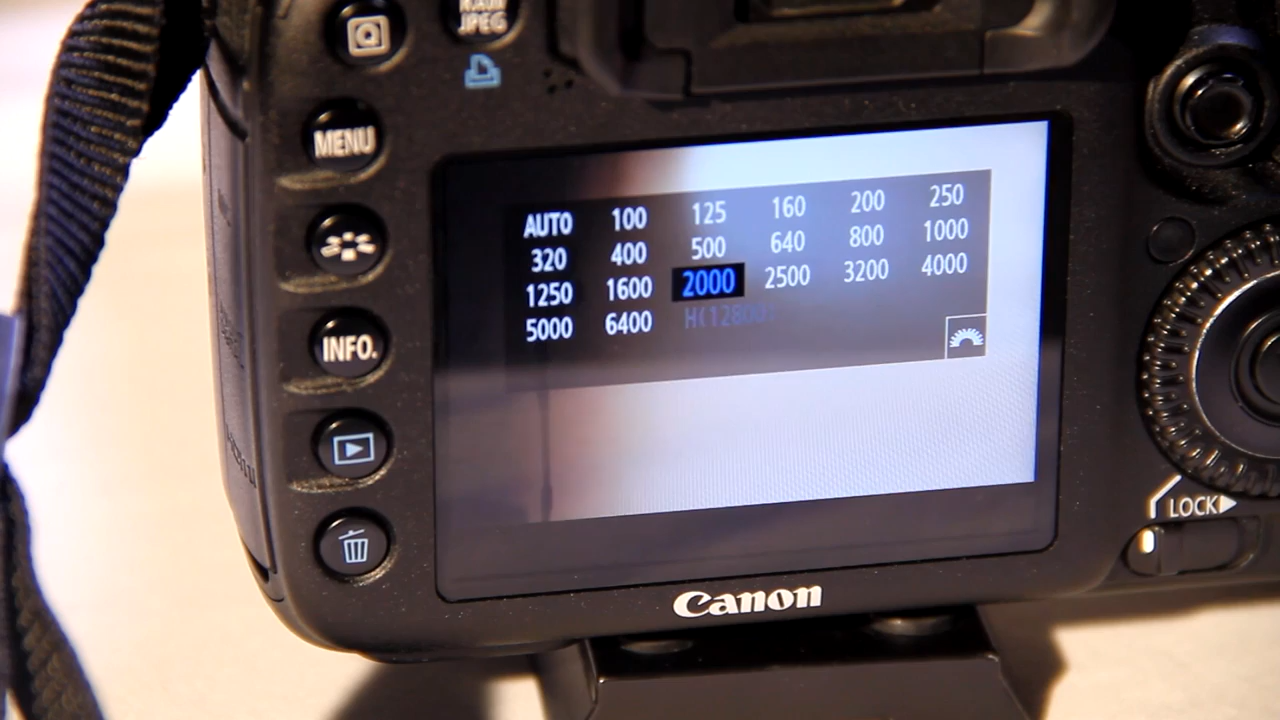 RAW/
JPEG
Q
MENU
INFO.
AUTO 100 125 160 200 250
320 400 500 640 800 1000
1250 1600 2000 2500 3200 4000
5000 6400 H(12800)
LOCK
Canon